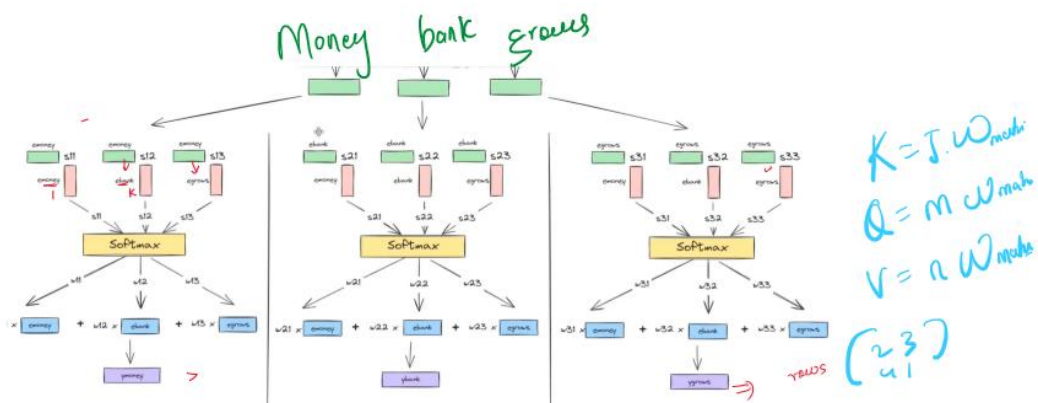 Money bank grows
emoney emoney emoney
s11 s12 s13
emoney ebank egrows
1 K
s11 s12 s13
Softmax
w11 w12 w13
× emoney + w12 × ebank + w13 × egrows
ymoney >
ebank ebank ebank
s21 s22 s23
emoney ebank egrows
s21 s22 s23
Softmax
w21 w22 w23
w21 × emoney + w22 × ebank + w23 × egrows
ybank
egrows egrows egrows
s31 s32 s33
emoney ebank egrows
s31 s32 s33
Softmax
w31 w32 w33
w31 × emoney + w32 × ebank + w33 × egrows
ygrows
K =
Q = m
V = n
2 3
4 1